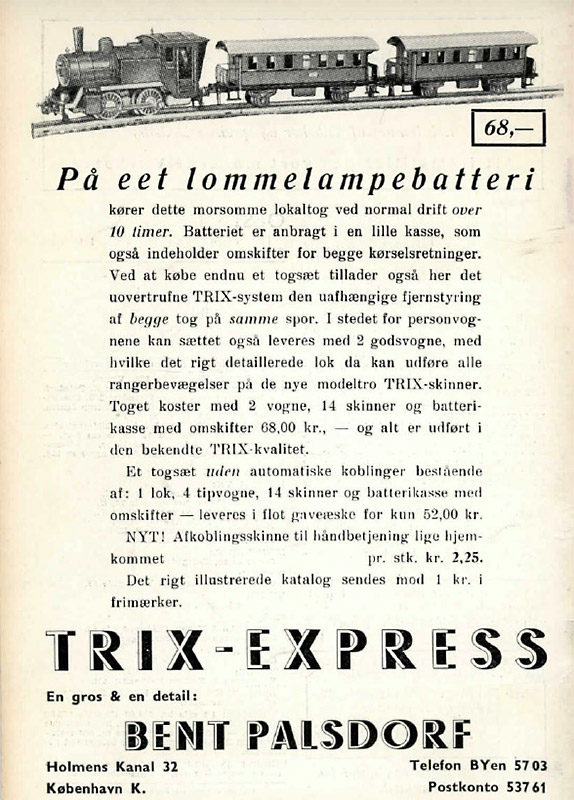 68,—
På eet lommelampebatteri
kører dette morsomme lokaltog ved normal drift over
10 timer. Batteriet er anbragt i en lille kasse, som
også indeholder omskifter for begge kørselsretninger.
Ved at købe endnu et togsæt tillader også her det
uovertrufne TRIX-system den uafhængige fjernstyring
af begge tog på samme spor. I stedet for personvog-
nene kan sættet også leveres med 2 godsvogne, med
hvilke det rigt detaillerede lok da kan udføre alle
rangerbevægelser på de nye modeltro TRIX-skinner.
Toget koster med 2 vogne, 14 skinner og batteri-
kasse med omskifter 68,00 kr., — og alt er udført i
den bekendte TRIX-kvalitet.
Et togsæt uden automatiske koblinger bestående
af: 1 lok, 4 tipvogne, 14 skinner og batterikasse med
omskifter — leveres i flot gaveæske for kun 52,00 kr.
NYT! Afkoblingsskinne til håndbetjening lige hjem-
kommet pr. stk. kr. 2,25.
Det rigt illustrerede katalog sendes mod 1 kr. i
frimærker.
TRIX-EXPRESS
En gros & en detail:
BENT PALSDORF
Holmens Kanal 32 Telefon BYen 57 03
København K. Postkonto 537 61